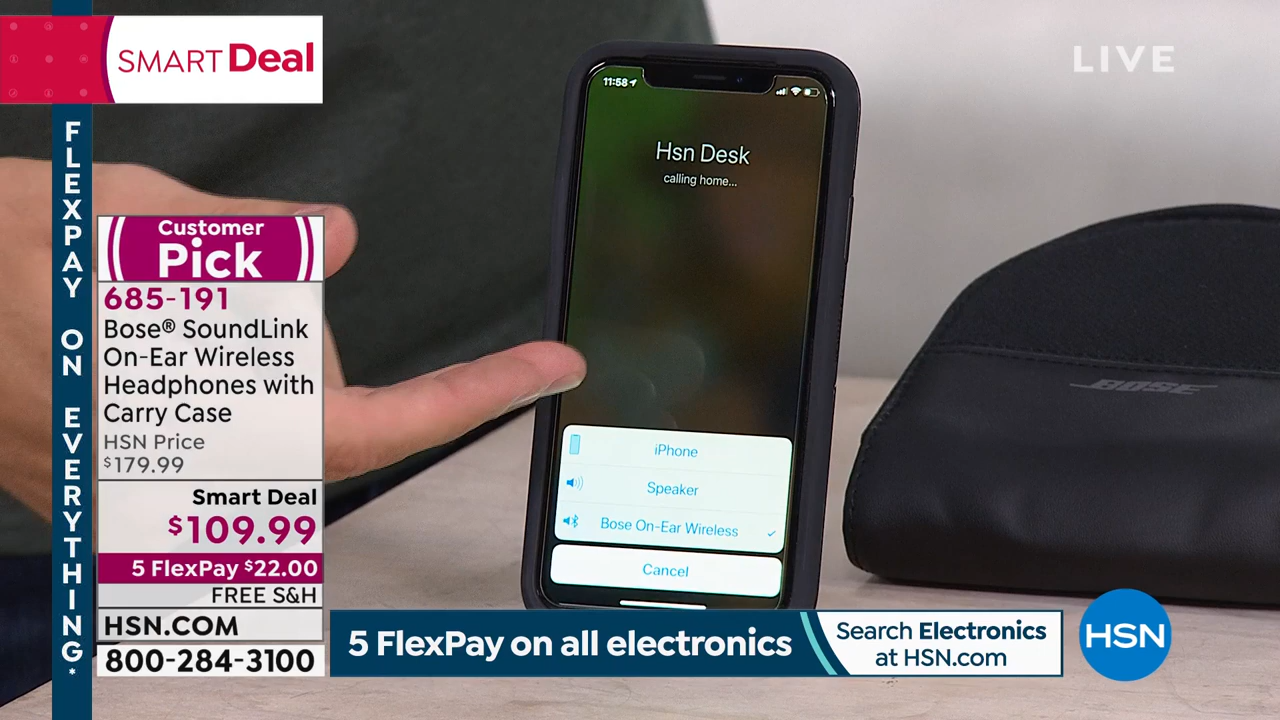 SMART Deal
LIVE
FLEXPAY ON EVERYTHING*
Customer
Pick
685-191
Bose® SoundLink
On-Ear Wireless
Headphones with
Carry Case
HSN Price
$179.99
Smart Deal
$109.99
5 FlexPay $22.00
FREE S&H
HSN.COM
800-284-3100
11:58
Hsn Desk
calling home...
iPhone
Speaker
Bose On-Ear Wireless
Cancel
BOSE
5 FlexPay on all electronics
Search Electronics
at HSN.com
HSN